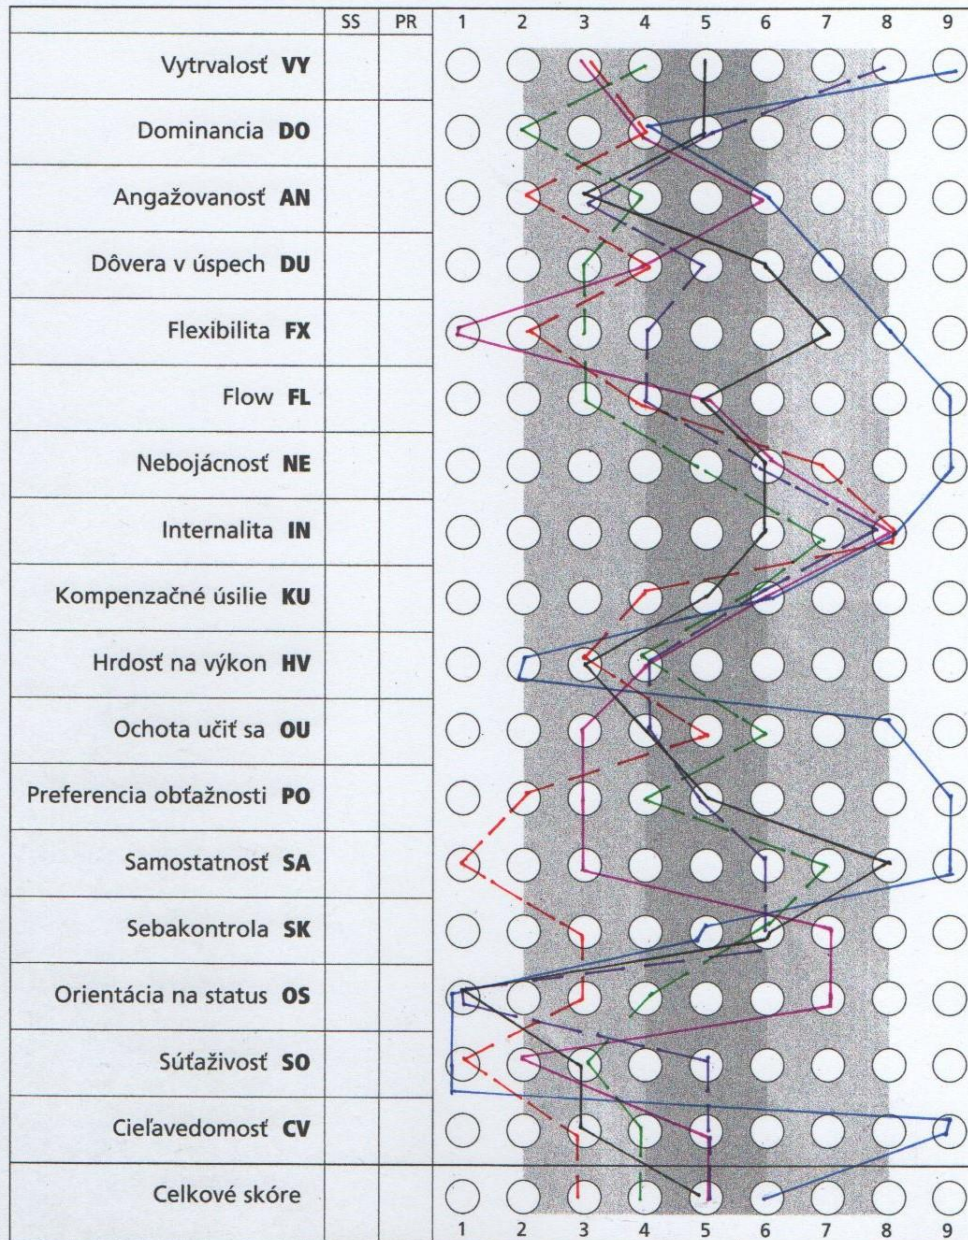 SS PR 1 2 3 4 5 6 7 8 9
Vytrvalosť VY
Dominancia DO
Angažovanosť AN
Dôvera v úspech DU
Flexibilita FX
Flow FL
Nebojácnosť NE
Internalita IN
Kompenzačné úsilie KU
Hrdosť na výkon HV
Ochota učiť sa OU
Preferencia obťažnosti PO
Samostatnosť SA
Sebakontrola SK
Orientácia na status OS
Súťaživosť SO
Cieľavedomosť CV
Celkové skóre
1 2 3 4 5 6 7 8 9